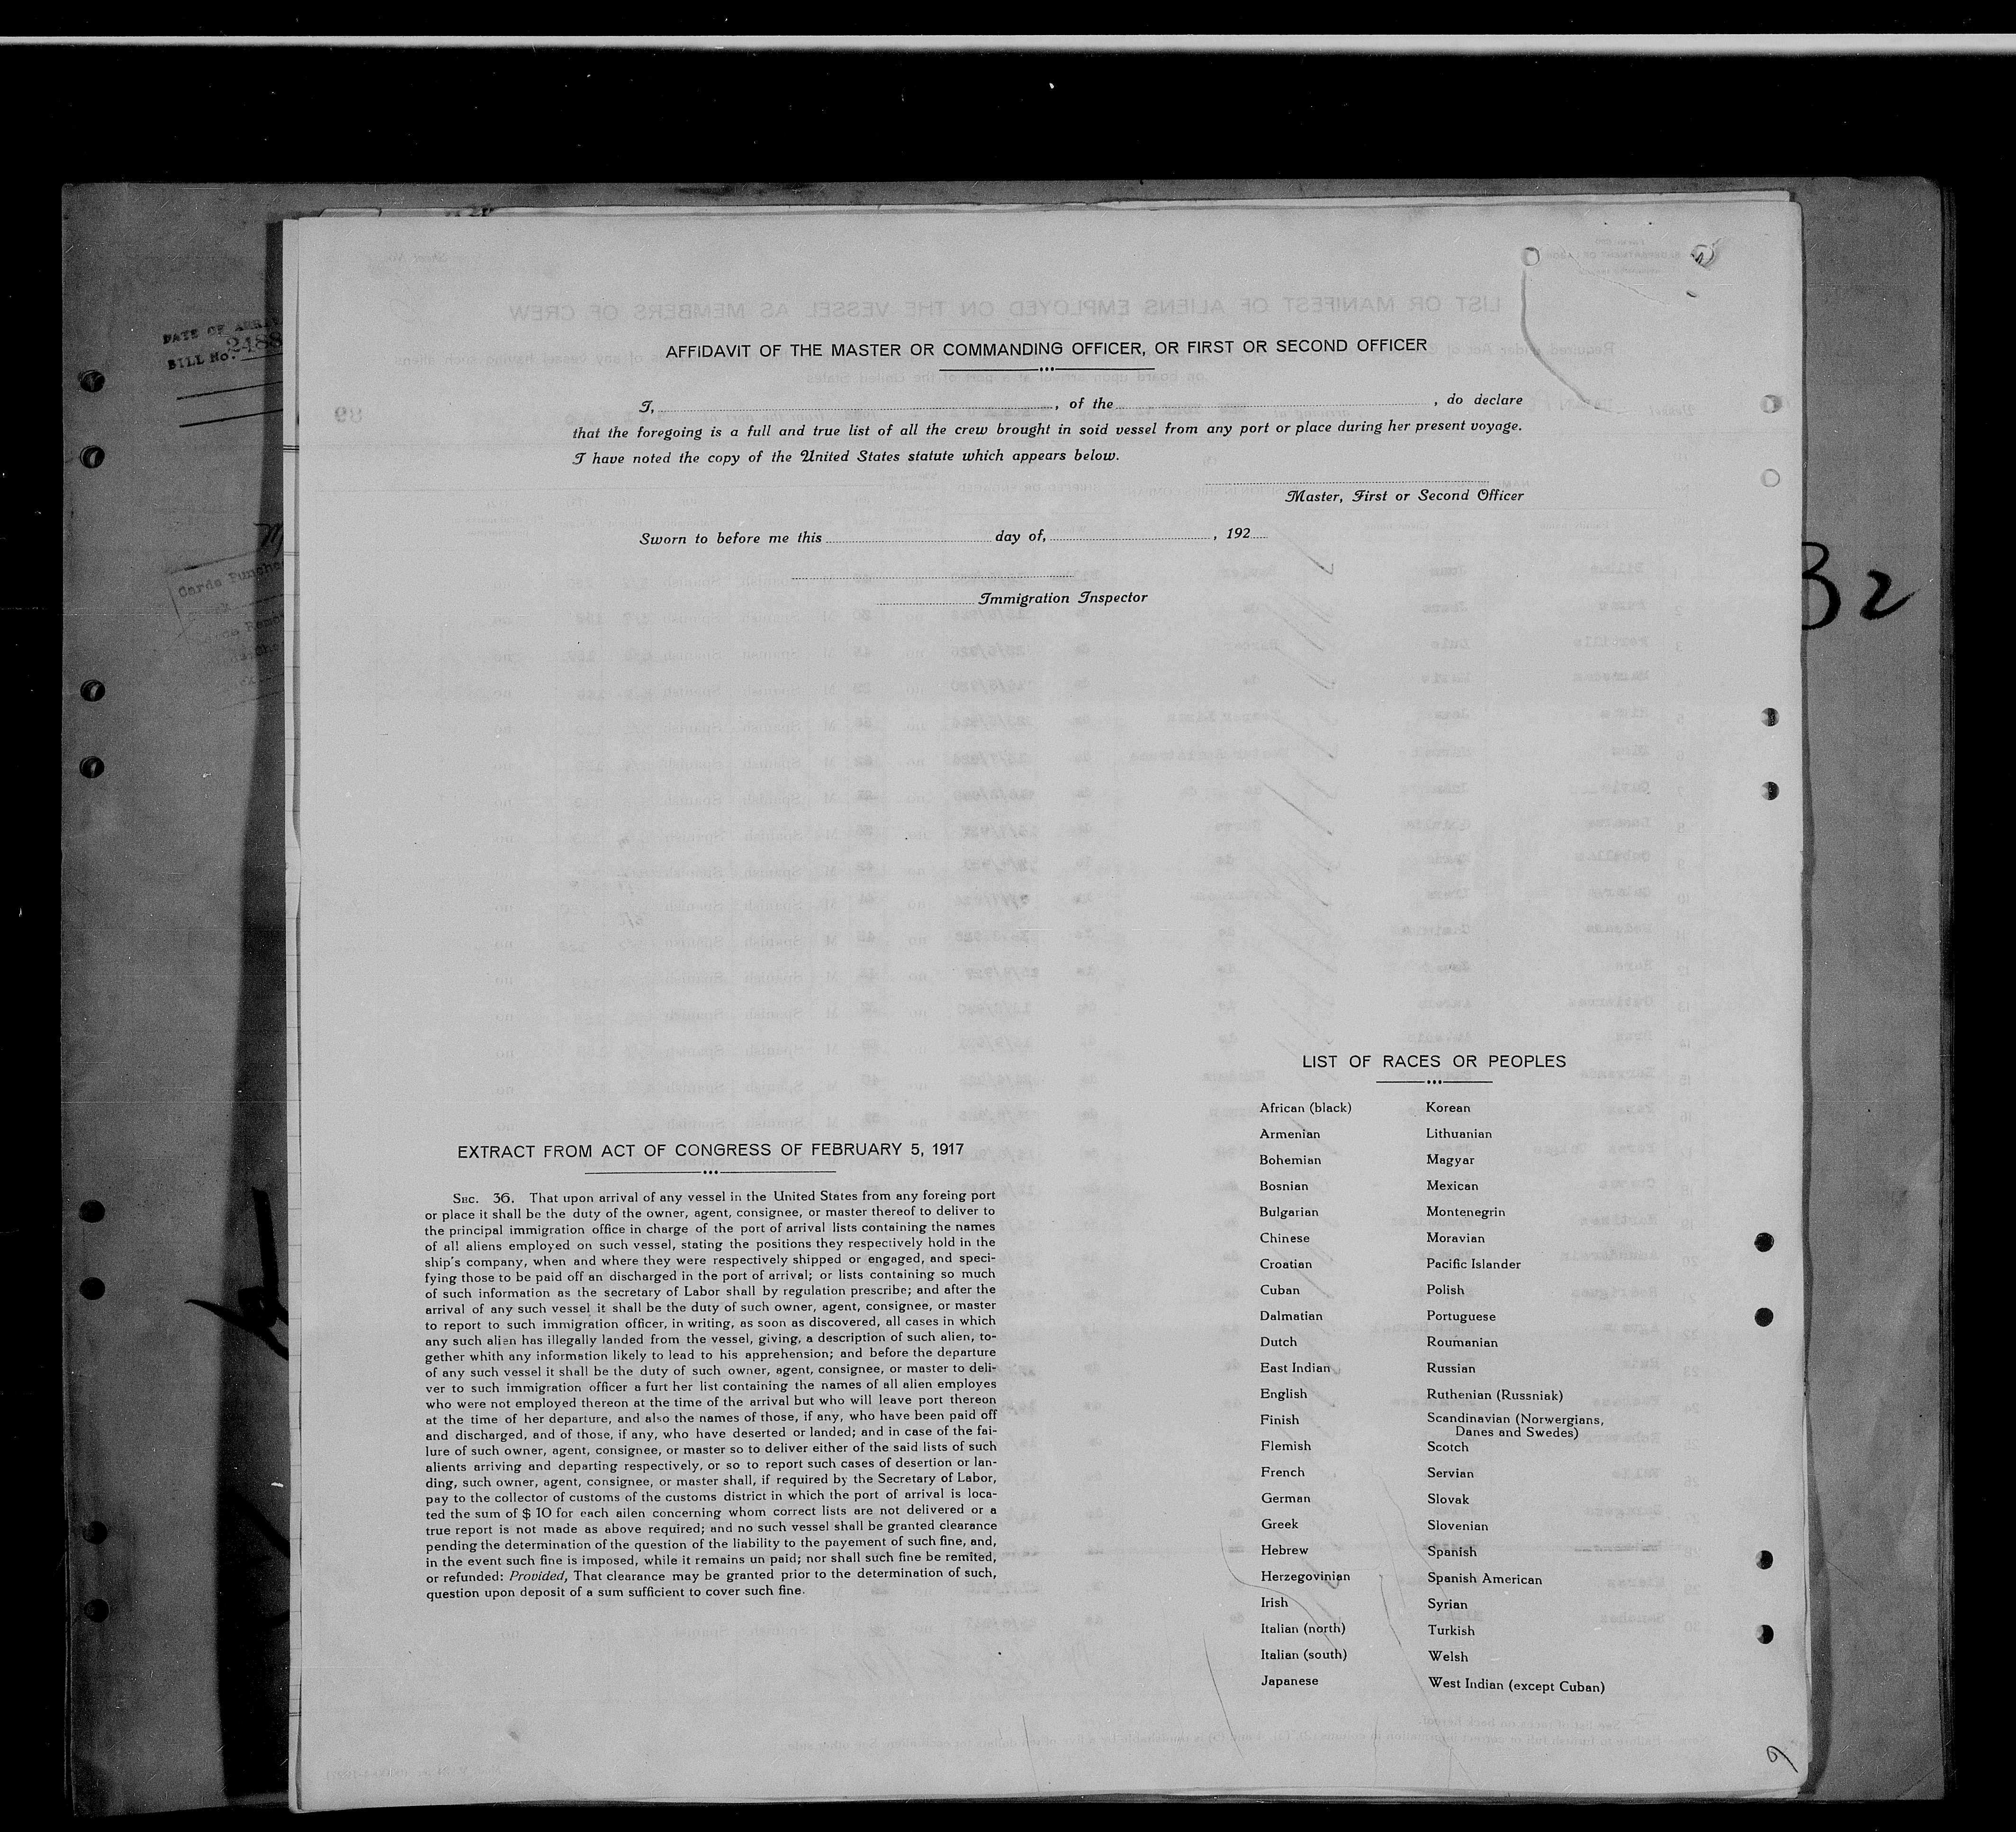 AFFIDAVIT OF THE MASTER OR COMMANDING OFFICER, OR FIRST OR SECOND OFFICER
I, , of the , do declare
that the foregoing is a full and true list of all the crew brought in soid vessel from any port or place during her present voyage.
I have noted the copy of the United States statute which appears below.
Master, First or Second Officer
Sworn to before me this day of, , 192
Immigration Inspector
DATE OF
BILL No. 2488
Cards Punche
32
EXTRACT FROM ACT OF CONGRESS OF FEBRUARY 5, 1917
SEC. 36. That upon arrival of any vessel in the United States from any foreing port
or place it shall be the duty of the owner, agent, consignee, or master thereof to deliver to
the principal immigration office in charge of the port of arrival lists containing the names
of all aliens employed on such vessel, stating the positions they respectively hold in the
ship's company, when and where they were respectively shipped or engaged, and speci-
fying those to be paid off an discharged in the port of arrival; or lists containing so much
of such information as the secretary of Labor shall by regulation prescribe; and after the
arrival of any such vessel it shall be the duty of such owner, agent, consignee, or master
to report to such immigration officer, in writing, as soon as discovered, all cases in which
any such alien has illegally landed from the vessel, giving, a description of such alien, to-
gether whith any information likely to lead to his apprehension; and before the departure
of any such vessel it shall be the duty of such owner, agent, consignee, or master to deli-
ver to such immigration officer a furt her list containing the names of all alien employes
who were not employed thereon at the time of the arrival but who will leave port thereon
at the time of her departure, and also the names of those, if any, who have been paid off
and discharged, and of those, if any, who have deserted or landed; and in case of the fai-
lure of such owner, agent, consignee, or master so to deliver either of the said lists of such
alients arriving and departing respectively, or so to report such cases of desertion or lan-
ding, such owner, agent, consignee, or master shall, if required by the Secretary of Labor,
pay to the collector of customs of the customs district in which the port of arrival is loca-
ted the sum of $ 10 for each ailen concerning whom correct lists are not delivered or a
true report is not made as above required; and no such vessel shall be granted clearance
pending the determination of the question of the liability to the payement of such fine, and,
in the event such fine is imposed, while it remains un paid; nor shall such fine be remited,
or refunded: Provided, That clearance may be granted prior to the determination of such,
question upon deposit of a sum sufficient to cover such fine.
LIST OF RACES OR PEOPLES
African (black)
Armenian
Bohemian
Bosnian
Bulgarian
Chinese
Croatian
Cuban
Dalmatian
Dutch
East Indian
English
Finish
Flemish
French
German
Greek
Hebrew
Herzegovinian
Irish
Italian (north)
Italian (south)
Japanese
Korean
Lithuanian
Magyar
Mexican
Montenegrin
Moravian
Pacific Islander
Polish
Portuguese
Roumanian
Russian
Ruthenian (Russniak)
Scandinavian (Norwergians,
Danes and Swedes)
Scotch
Servian
Slovak
Slovenian
Spanish
Spanish American
Syrian
Turkish
Welsh
West Indian (except Cuban)